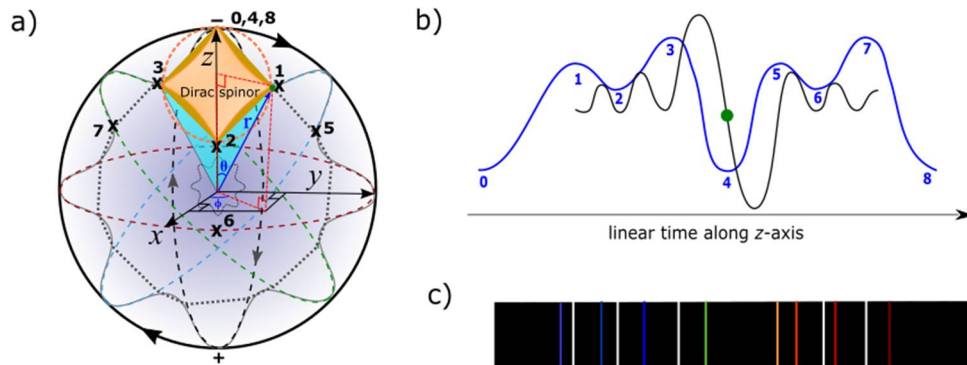 a)
− 0,4,8
z
3
1
Dirac spinor
7
r
5
2
θ
y
ϕ
x
6
+
b)
3
7
1
5
2
6
4
0
8
linear time along z-axis
c)